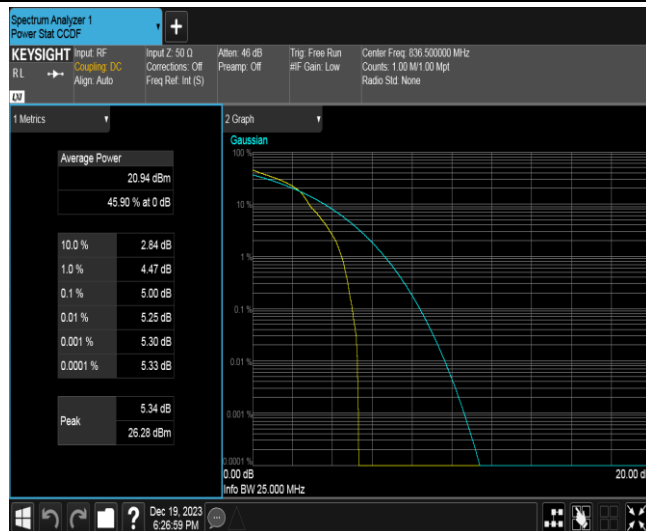 Spectrum Analyzer 1
Power Stat CCDF
+
KEYSIGHT
RL
LXI
Input: RF
Coupling: DC
Align: Auto
Input Z: 50 Ω
Corrections: Off
Freq Ref: Int (S)
Atten: 46 dB
Preamp: Off
Trig: Free Run
#IF Gain: Low
Center Freq: 836.500000 MHz
Counts: 1.00 M/1.00 Mpt
Radio Std: None
1 Metrics
Average Power
20.94 dBm
45.90 % at 0 dB
10.0 % 2.84 dB
1.0 % 4.47 dB
0.1 % 5.00 dB
0.01 % 5.25 dB
0.001 % 5.30 dB
0.0001 % 5.33 dB
Peak
5.34 dB
26.28 dBm
2 Graph
Gaussian
100 %
10 %
1 %
0.1 %
0.01 %
0.001 %
0.0001 %
0.00 dB
20.00 d
Info BW 25.000 MHz
?
Dec 19, 2023
6:26:59 PM